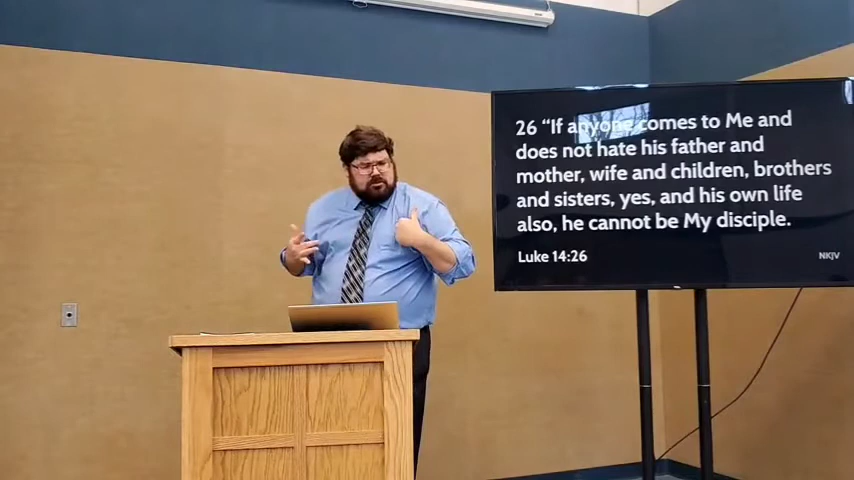 26 “If anyone comes to Me and
does not hate his father and
mother, wife and children, brothers
and sisters, yes, and his own life
also, he cannot be My disciple.
Luke 14:26
NKJV